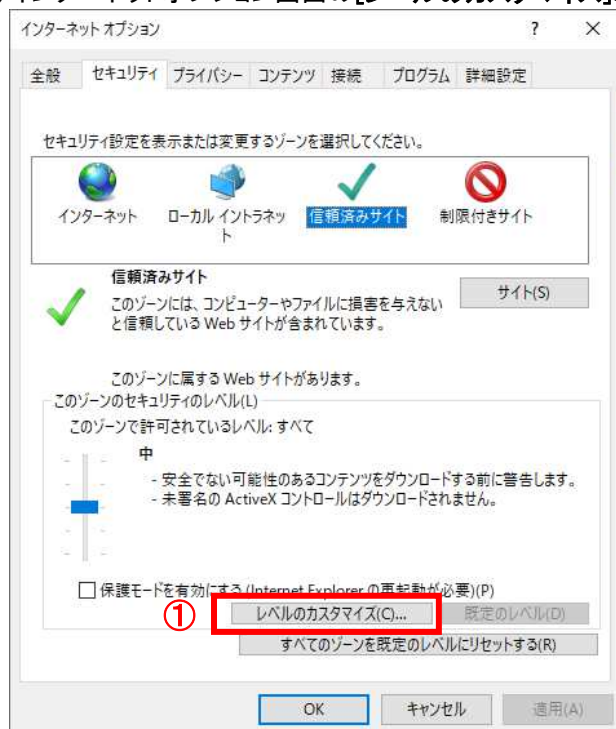 インターネット オプション
? ×
全般 セキュリティ プライバシー コンテンツ 接続 プログラム 詳細設定
セキュリティ設定を表示または変更するゾーンを選択してください。
インターネット ローカル イントラネット 信頼済みサイト 制限付きサイト
信頼済みサイト
サイト(S)
このゾーンには、コンピューターやファイルに損害を与えない
と信頼している Web サイトが含まれています。
このゾーンに属する Web サイトがあります。
このゾーンのセキュリティのレベル(L)
このゾーンで許可されているレベル: すべて
中
- 安全でない可能性のあるコンテンツをダウンロードする前に警告します。
- 未署名の ActiveX コントロールはダウンロードされません。
保護モードを有効にする (Internet Explorer の再起動が必要)(P)
① レベルのカスタマイズ(C)... 既定のレベル(D)
すべてのゾーンを既定のレベルにリセットする(R)
OK キャンセル 適用(A)